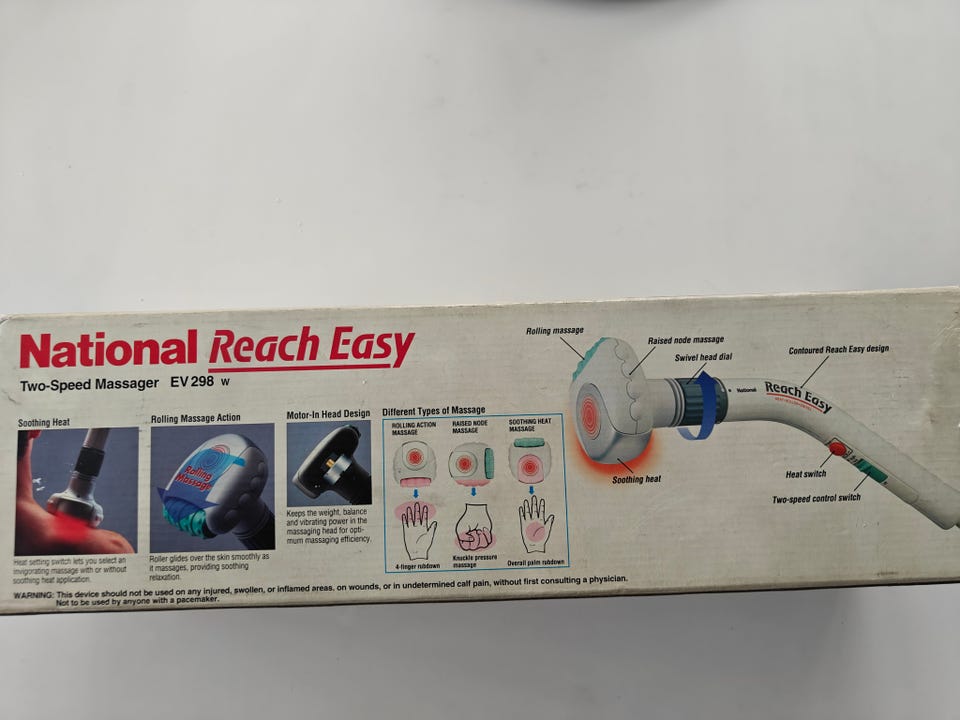 National Reach Easy
Two-Speed Massager EV 298 W
Soothing Heat
Heat setting switch lets you select an
invigorating massage with or without
soothing heat application.
Rolling Massage Action
Rolling
Massage
Roller glides over the skin smoothly as
it massages, providing soothing
relaxation.
Motor-In Head Design
Keeps the weight, balance
and vibrating power in the
massaging head for opti-
mum massaging efficiency.
Different Types of Massage
ROLLING ACTION
MASSAGE
4-finger rubdown
RAISED NODE
MASSAGE
Knuckle pressure
massage
SOOTHING HEAT
MASSAGE
Overall palm rubdown
Rolling massage
Raised node massage
Swivel head dial
Contoured Reach Easy design
National
Reach Easy
Soothing heat
Heat switch
Two-speed control switch
WARNING: This device should not be used on any injured, swollen, or inflamed areas, on wounds, or in undetermined calf pain, without first consulting a physician.
Not to be used by anyone with a pacemaker.